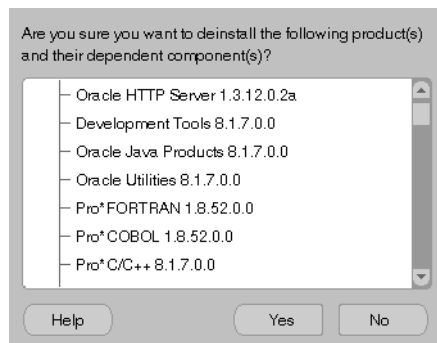 Are you sure you want to deinstall the following product(s)
and their dependent component(s)?
Oracle HTTP Server 1.3.12.0.2a
Development Tools 8.1.7.0.0
Oracle Java Products 8.1.7.0.0
Oracle Utilities 8.1.7.0.0
Pro*FORTRAN 1.8.52.0.0
Pro*COBOL 1.8.52.0.0
Pro*C/C++ 8.1.7.0.0
Help Yes No